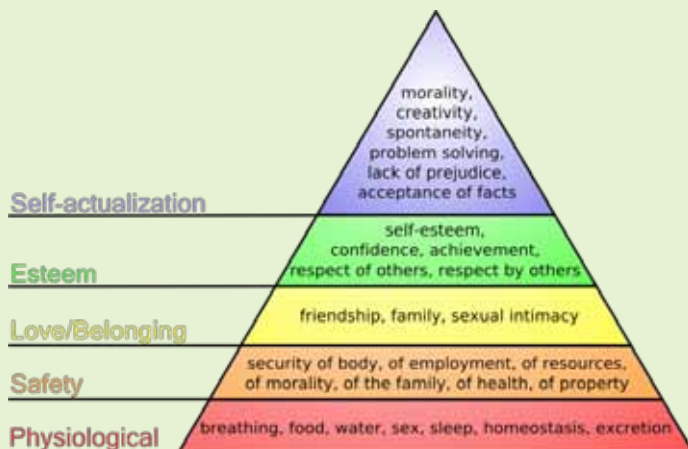 morality,
creativity,
spontaneity,
problem solving,
lack of prejudice,
acceptance of facts
Self-actualization
self-esteem,
confidence, achievement,
respect of others, respect by others
Esteem
friendship, family, sexual intimacy
Love/Belonging
security of body, of employment, of resources,
of morality, of the family, of health, of property
Safety
breathing, food, water, sex, sleep, homeostasis, excretion
Physiological